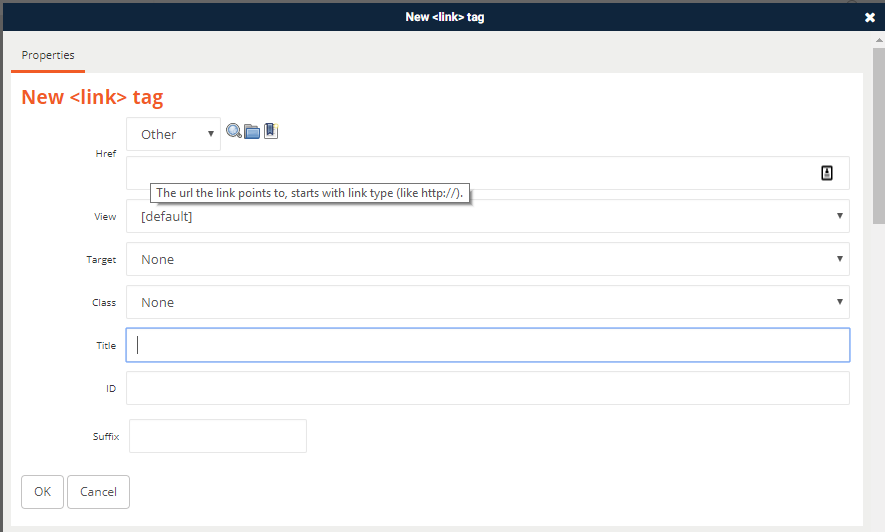 New <link> tag
Properties
New <link> tag
Href
Other
The url the link points to, starts with link type (like http://).
View
[default]
Target
None
Class
None
Title
ID
Suffix
OK
Cancel